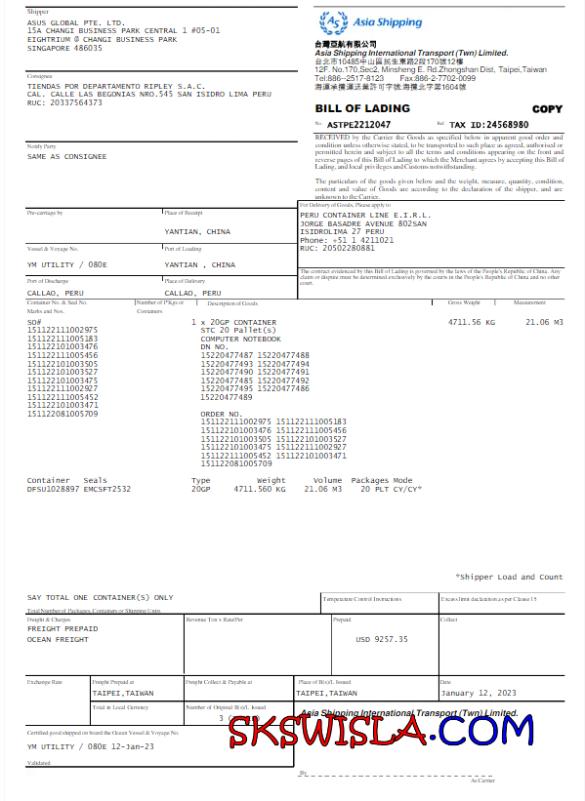 Shipper
ASUS GLOBAL PTE. LTD.
15A CHANGI BUSINESS PARK CENTRAL 1 #05-01
EIGHTRIUM @ CHANGI BUSINESS PARK
SINGAPORE 486035
Asia Shipping
台灣亞航有限公司
Asia Shipping International Transport (Twn) Limited.
台北市10485中山區民生東路2段170號12樓
12F. No.170,Sec2, Minsheng E. Rd.Zhongshan Dist, Taipei,Taiwan
Tel:886--2517-8123 Fax:886-2-7702-0099
海運承攬運送業許可字號:海攬北字第1604號
Consignee
TIENDAS POR DEPARTAMENTO RIPLEY S.A.C.
CAL. CALLE LAS BEGONIAS NRO.545 SAN ISIDRO LIMA PERU
RUC: 20337564373
BILL OF LADING COPY
No. ASTPE2212047 Ref. TAX ID:24568980
Notify Party
SAME AS CONSIGNEE
RECEIVED by the Carrier the Goods as specified below in apparent good order and
condition unless otherwise stated, to be transported to such place as agreed, authorised or
permitted herein and subject to all the terms and conditions appearing on the front and
reverse pages of this Bill of Lading to which the Merchant agrees by accepting this Bill of
Lading, and local privileges and Customs notwithstanding.
The particulars of the goods given below and the weight, measure, quantity, condition,
content and value of Goods are according to the declaration of the shipper, and are
unknown to the Carrier.
Pre-carriage by Place of Receipt
YANTIAN, CHINA
For Delivery of Goods, Please apply to
PERU CONTAINER LINE E.I.R.L.
JORGE BASADRE AVENUE 802SAN
ISIDROLIMA 27 PERU
Phone: +51 1 4211021
RUC: 20502280881
Vessel & Voyage No. Port of Loading
YM UTILITY / 080E YANTIAN , CHINA
The contract evidenced by this Bill of Lading is governed by the laws of the People's Republic of China. Any
claim or dispute must be determined exclusively by the courts in the People's Republic of China and no other
court.
Port of Discharge Place of Delivery
CALLAO, PERU CALLAO, PERU
Container No. & Seal No. Number of P'Kgs or Description of Goods Gross Weight Measurement
Marks and Nos. Containers
SO# 1 x 20GP CONTAINER 4711.56 KG 21.06 M3
151122111002975 STC 20 Pallet(s)
151122111005183 COMPUTER NOTEBOOK
151122101003476 DN NO.
151122111005456 15220477487 15220477488
151122101003505 15220477493 15220477494
151122101003527 15220477490 15220477491
151122101003475 15220477485 15220477492
151122111002927 15220477495 15220477486
151122111005452 15220477489
151122101003471
151122081005709 ORDER NO.
151122111002975 151122111005183
151122101003476 151122111005456
151122101003505 151122101003527
151122101003475 151122111002927
151122111005452 151122101003471
151122081005709
Container Seals Type Weight Volume Packages Mode
DFSU1028897 EMCSFT2532 20GP 4711.560 KG 21.06 M3 20 PLT CY/CY*
*Shipper Load and Count
SAY TOTAL ONE CONTAINER(S) ONLY
Total Number of Packages, Containers or Shipping Units
Temperature Control Instructions Excess limit declaration as per Clause 15
Freight & Charges Revenue Ton x Rate/Per Prepaid Collect
FREIGHT PREPAID
OCEAN FREIGHT USD 9257.35
Exchange Rate Freight Prepaid at Freight Collect & Payable at Place of B(s)/L Issued Date
TAIPEI,TAIWAN TAIPEI,TAIWAN January 12, 2023
Total in Local Currency Number of Original B(s)/L Issued
3
Asia Shipping International Transport (Twn) Limited.
SKSWISLA.COM
Certified good shipped on board the Ocean Vessel & Voyage No.
YM UTILITY / 080E 12-Jan-23
Validated
By
As Carrier